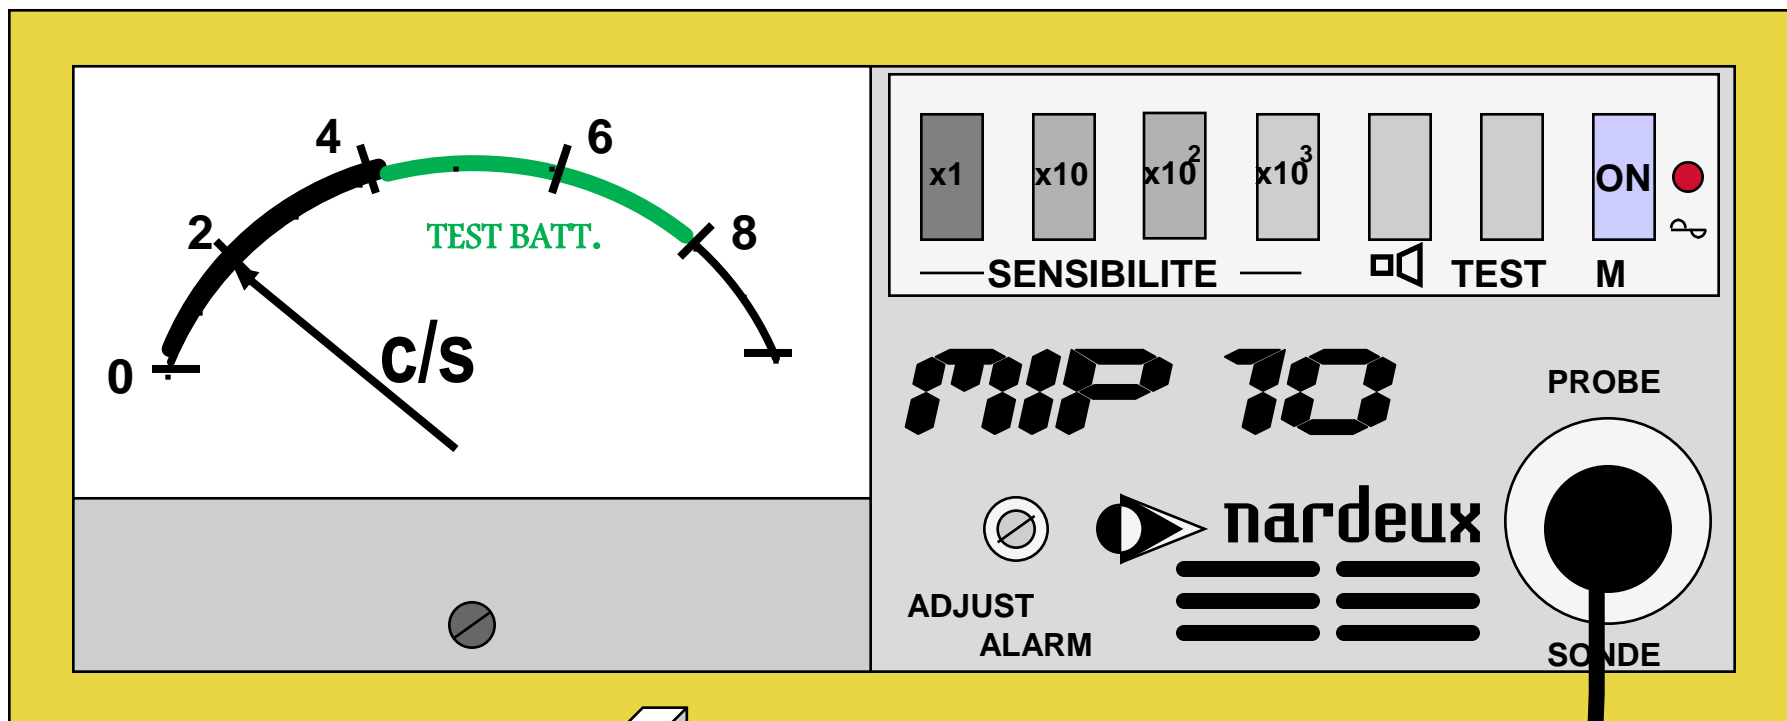 0 2 4 6 8
TEST BATT.
c/s
x1 x10 x10² x10³ ON
SENSIBILITE TEST M
MIP 10
PROBE
nardeux
ADJUST
ALARM
SONDE